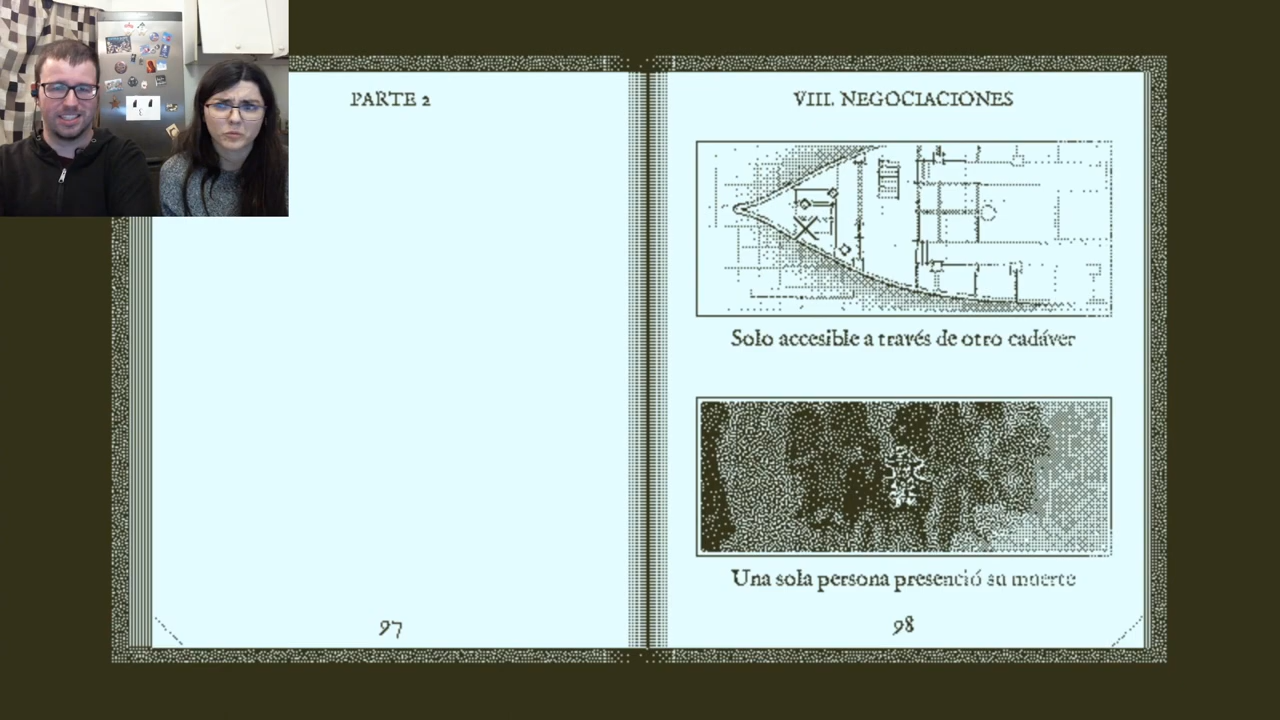 PARTE 2
97
VIII. NEGOCIACIONES
Solo accesible a través de otro cadáver
Una sola persona presenció su muerte
98